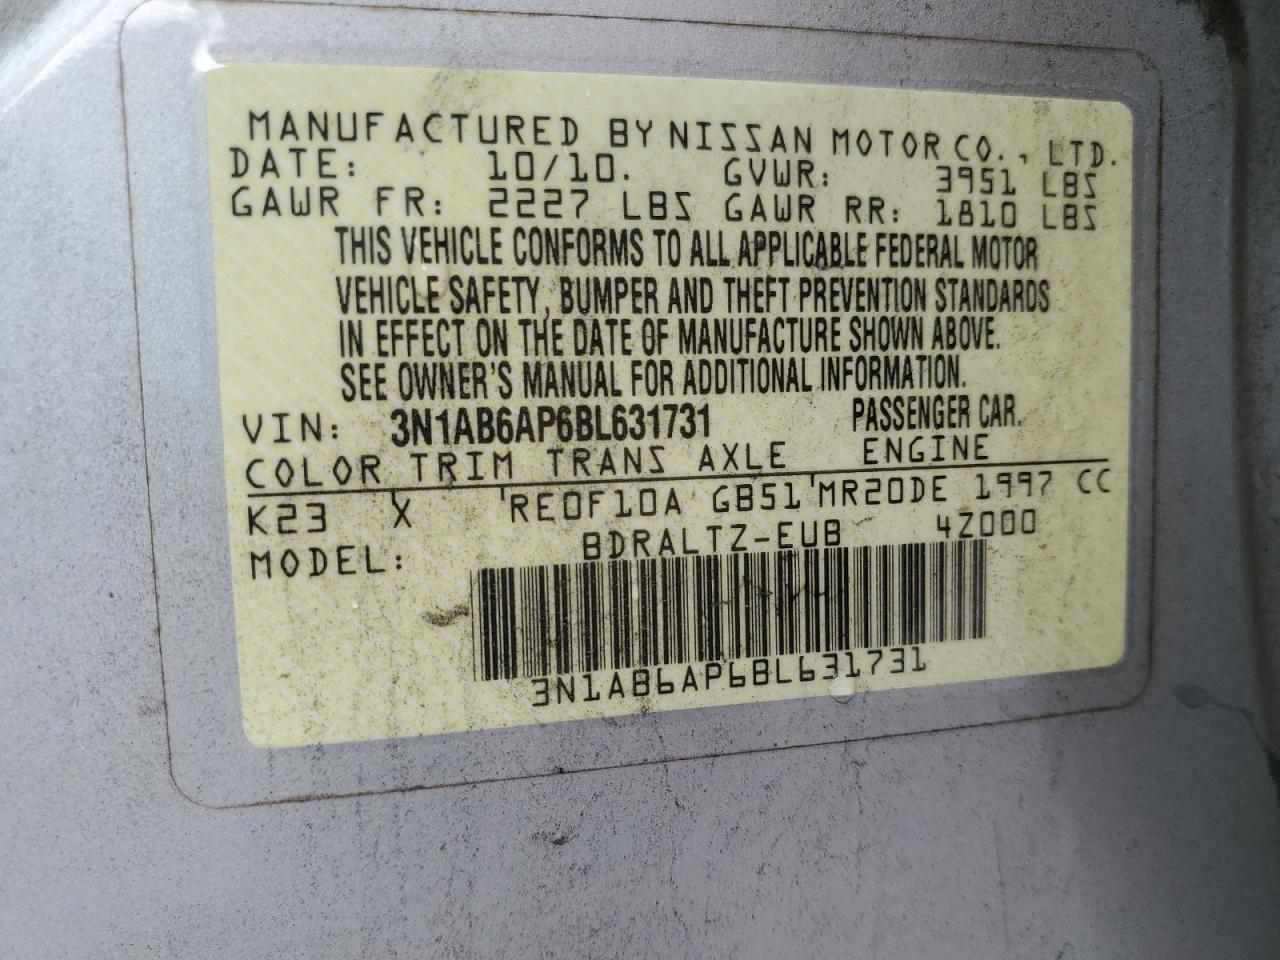 MANUFACTURED BY NISSAN MOTOR CO., LTD.
DATE: 10/10. GVWR: 3951 LBS
GAWR FR: 2227 LBS GAWR RR: 1810 LBS
THIS VEHICLE CONFORMS TO ALL APPLICABLE FEDERAL MOTOR
VEHICLE SAFETY, BUMPER AND THEFT PREVENTION STANDARDS
IN EFFECT ON THE DATE OF MANUFACTURE SHOWN ABOVE.
SEE OWNER'S MANUAL FOR ADDITIONAL INFORMATION.
VIN: 3N1AB6AP6BL631731 PASSENGER CAR.
COLOR TRIM TRANS AXLE ENGINE
K23 X RE0F10A GB51 MR20DE 1997 CC
MODEL: BDRALTZ-EUB 4Z000
3N1AB6AP6BL631731